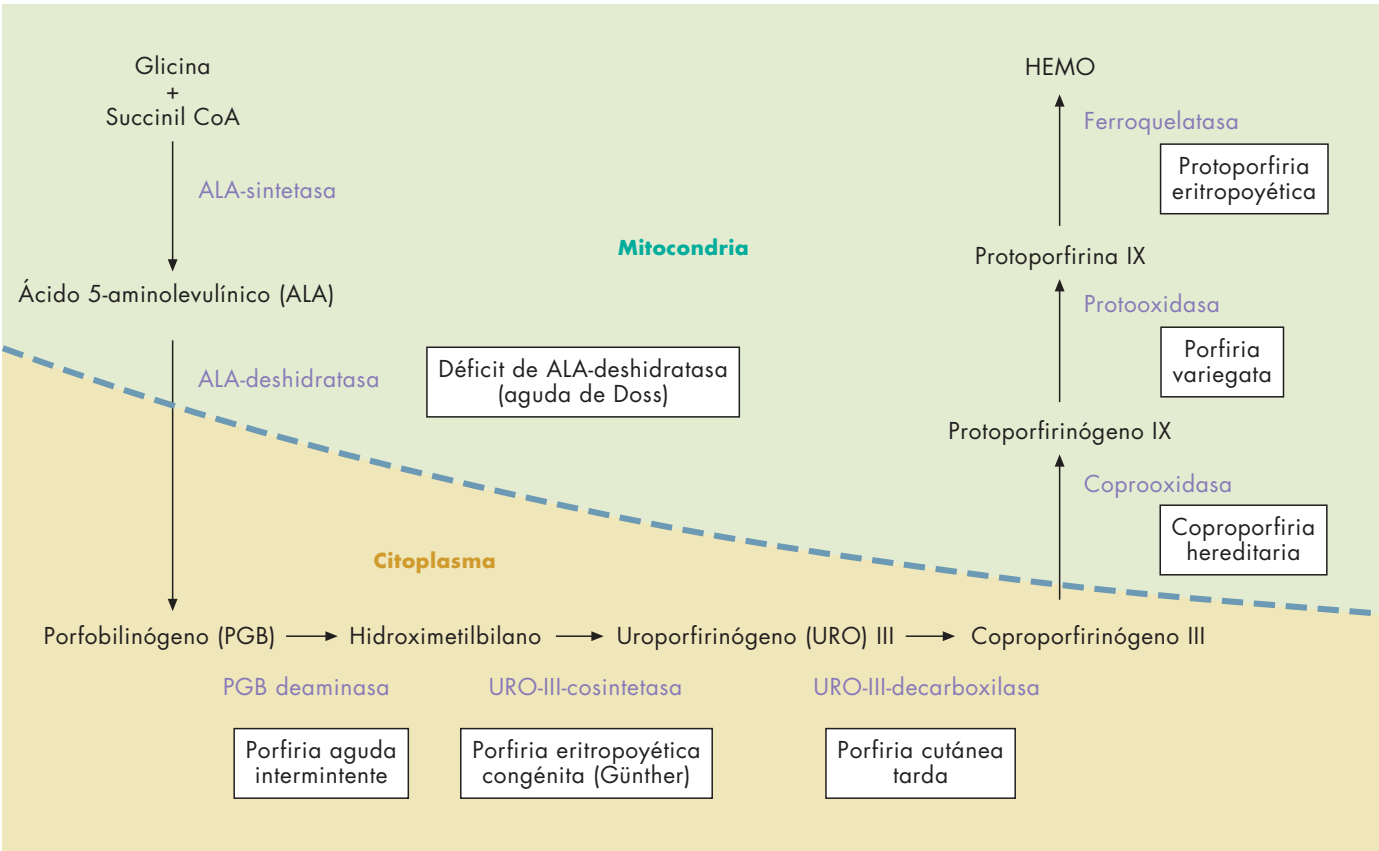 Glicina
+
Succinil CoA
ALA-sintetasa
Ácido 5-aminolevulínico (ALA)
ALA-deshidratasa
Déficit de ALA-deshidratasa
(aguda de Doss)
Mitocondria
Citoplasma
Porfobilinógeno (PGB)
Hidroximetilbilano
Uroporfirinógeno (URO) III
Coproporfirinógeno III
PGB deaminasa
URO-III-cosintetasa
URO-III-decarboxilasa
Porfiria aguda
intermintente
Porfiria eritropoyética
congénita (Günther)
Porfiria cutánea
tarda
HEMO
Ferroquelatasa
Protoporfiria
eritropoyética
Protoporfirina IX
Protooxidasa
Porfiria
variegata
Protoporfirinógeno IX
Coprooxidasa
Coproporfiria
hereditaria